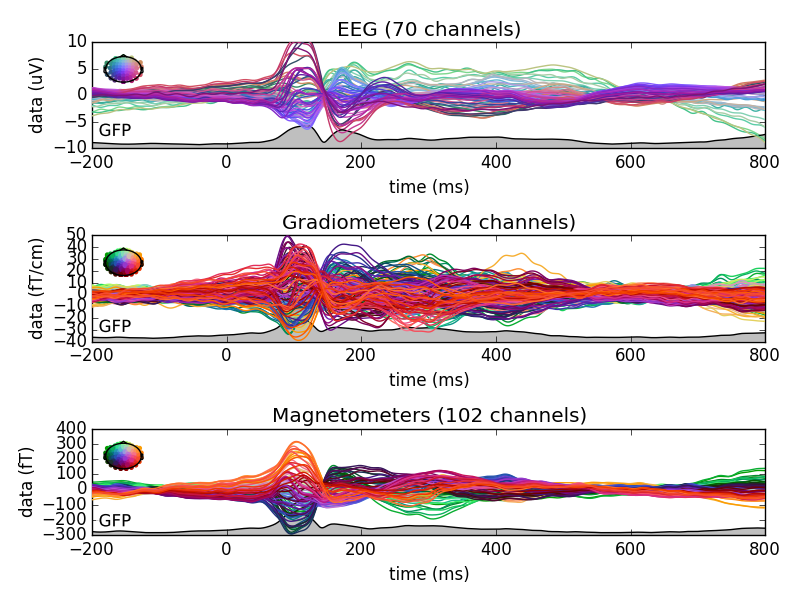 EEG (70 channels)
10
5
0
−5
−10
data (uV)
GFP
−200 0 200 400 600 800
time (ms)
Gradiometers (204 channels)
50
40
30
20
10
0
−10
−20
−30
−40
data (fT/cm)
GFP
−200 0 200 400 600 800
time (ms)
Magnetometers (102 channels)
400
300
200
100
0
−100
−200
−300
data (fT)
GFP
−200 0 200 400 600 800
time (ms)